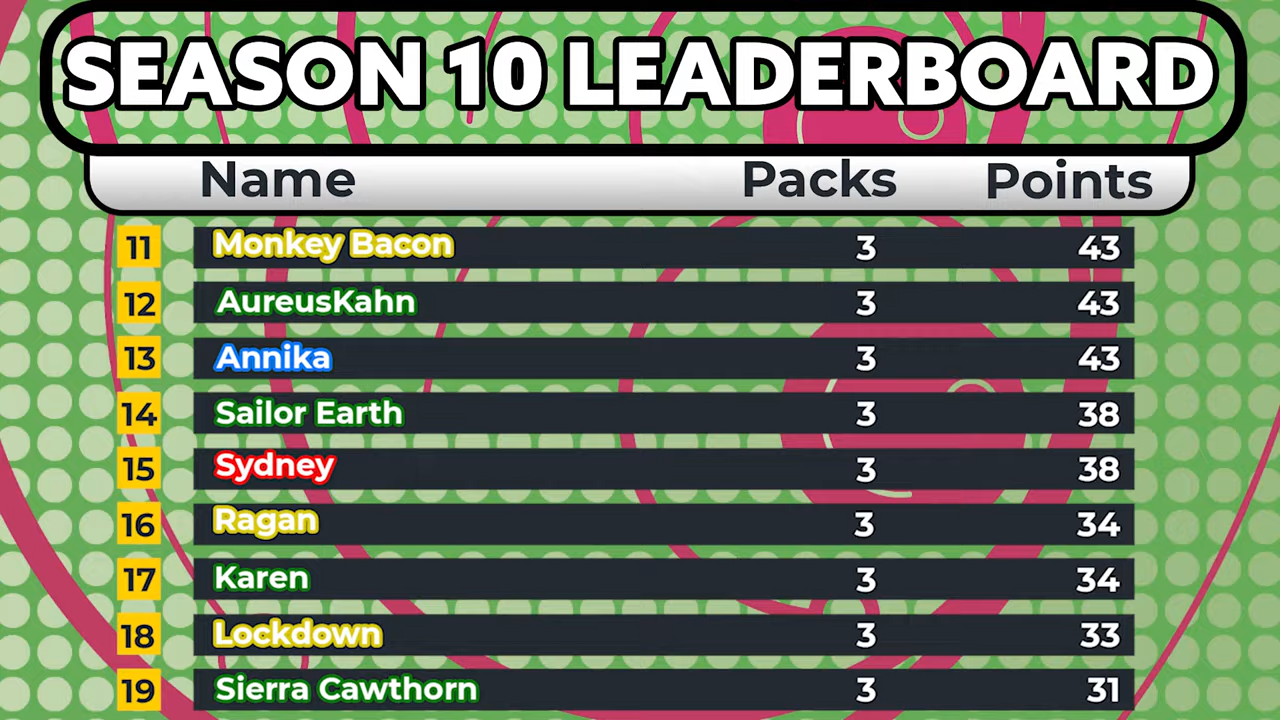 SEASON 10 LEADERBOARD
Name Packs Points
11 Monkey Bacon 3 43
12 AureusKahn 3 43
13 Annika 3 43
14 Sailor Earth 3 38
15 Sydney 3 38
16 Ragan 3 34
17 Karen 3 34
18 Lockdown 3 33
19 Sierra Cawthorn 3 31